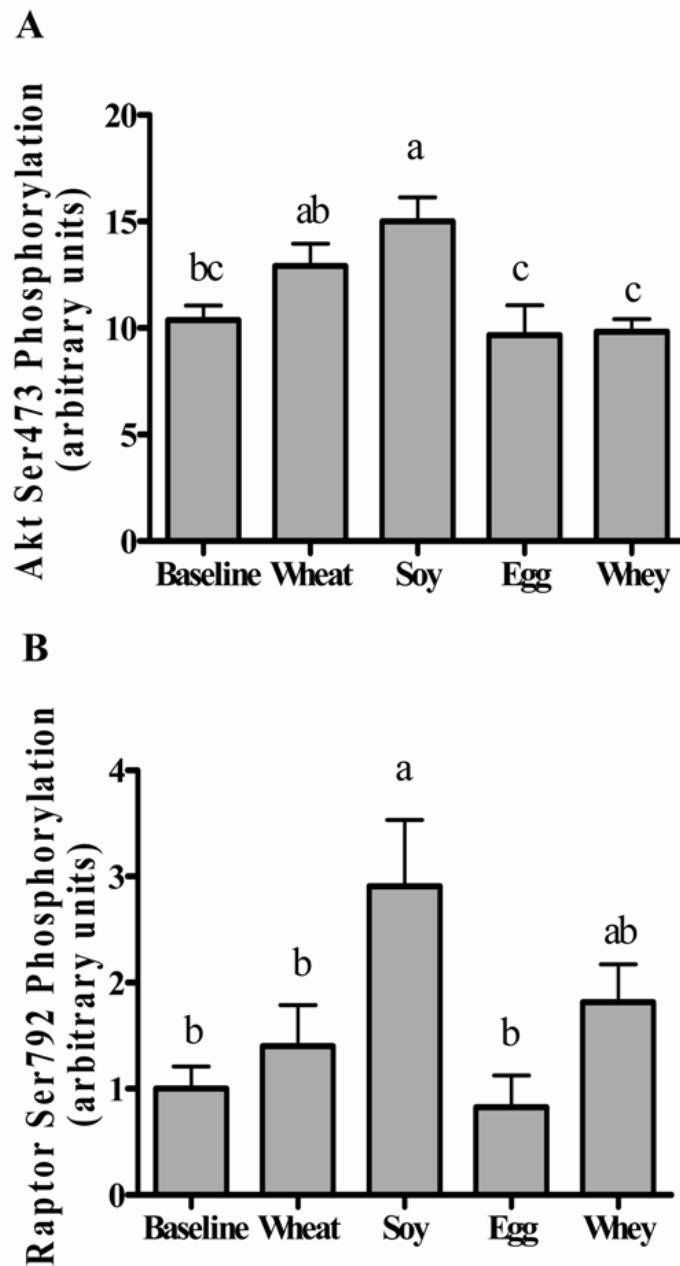 A
Akt Ser473 Phosphorylation
(arbitrary units)
20
15
10
5
0
bc
ab
a
c
c
Baseline Wheat Soy Egg Whey
B
Raptor Ser792 Phosphorylation
(arbitrary units)
4
3
2
1
0
b
b
a
b
ab
Baseline Wheat Soy Egg Whey